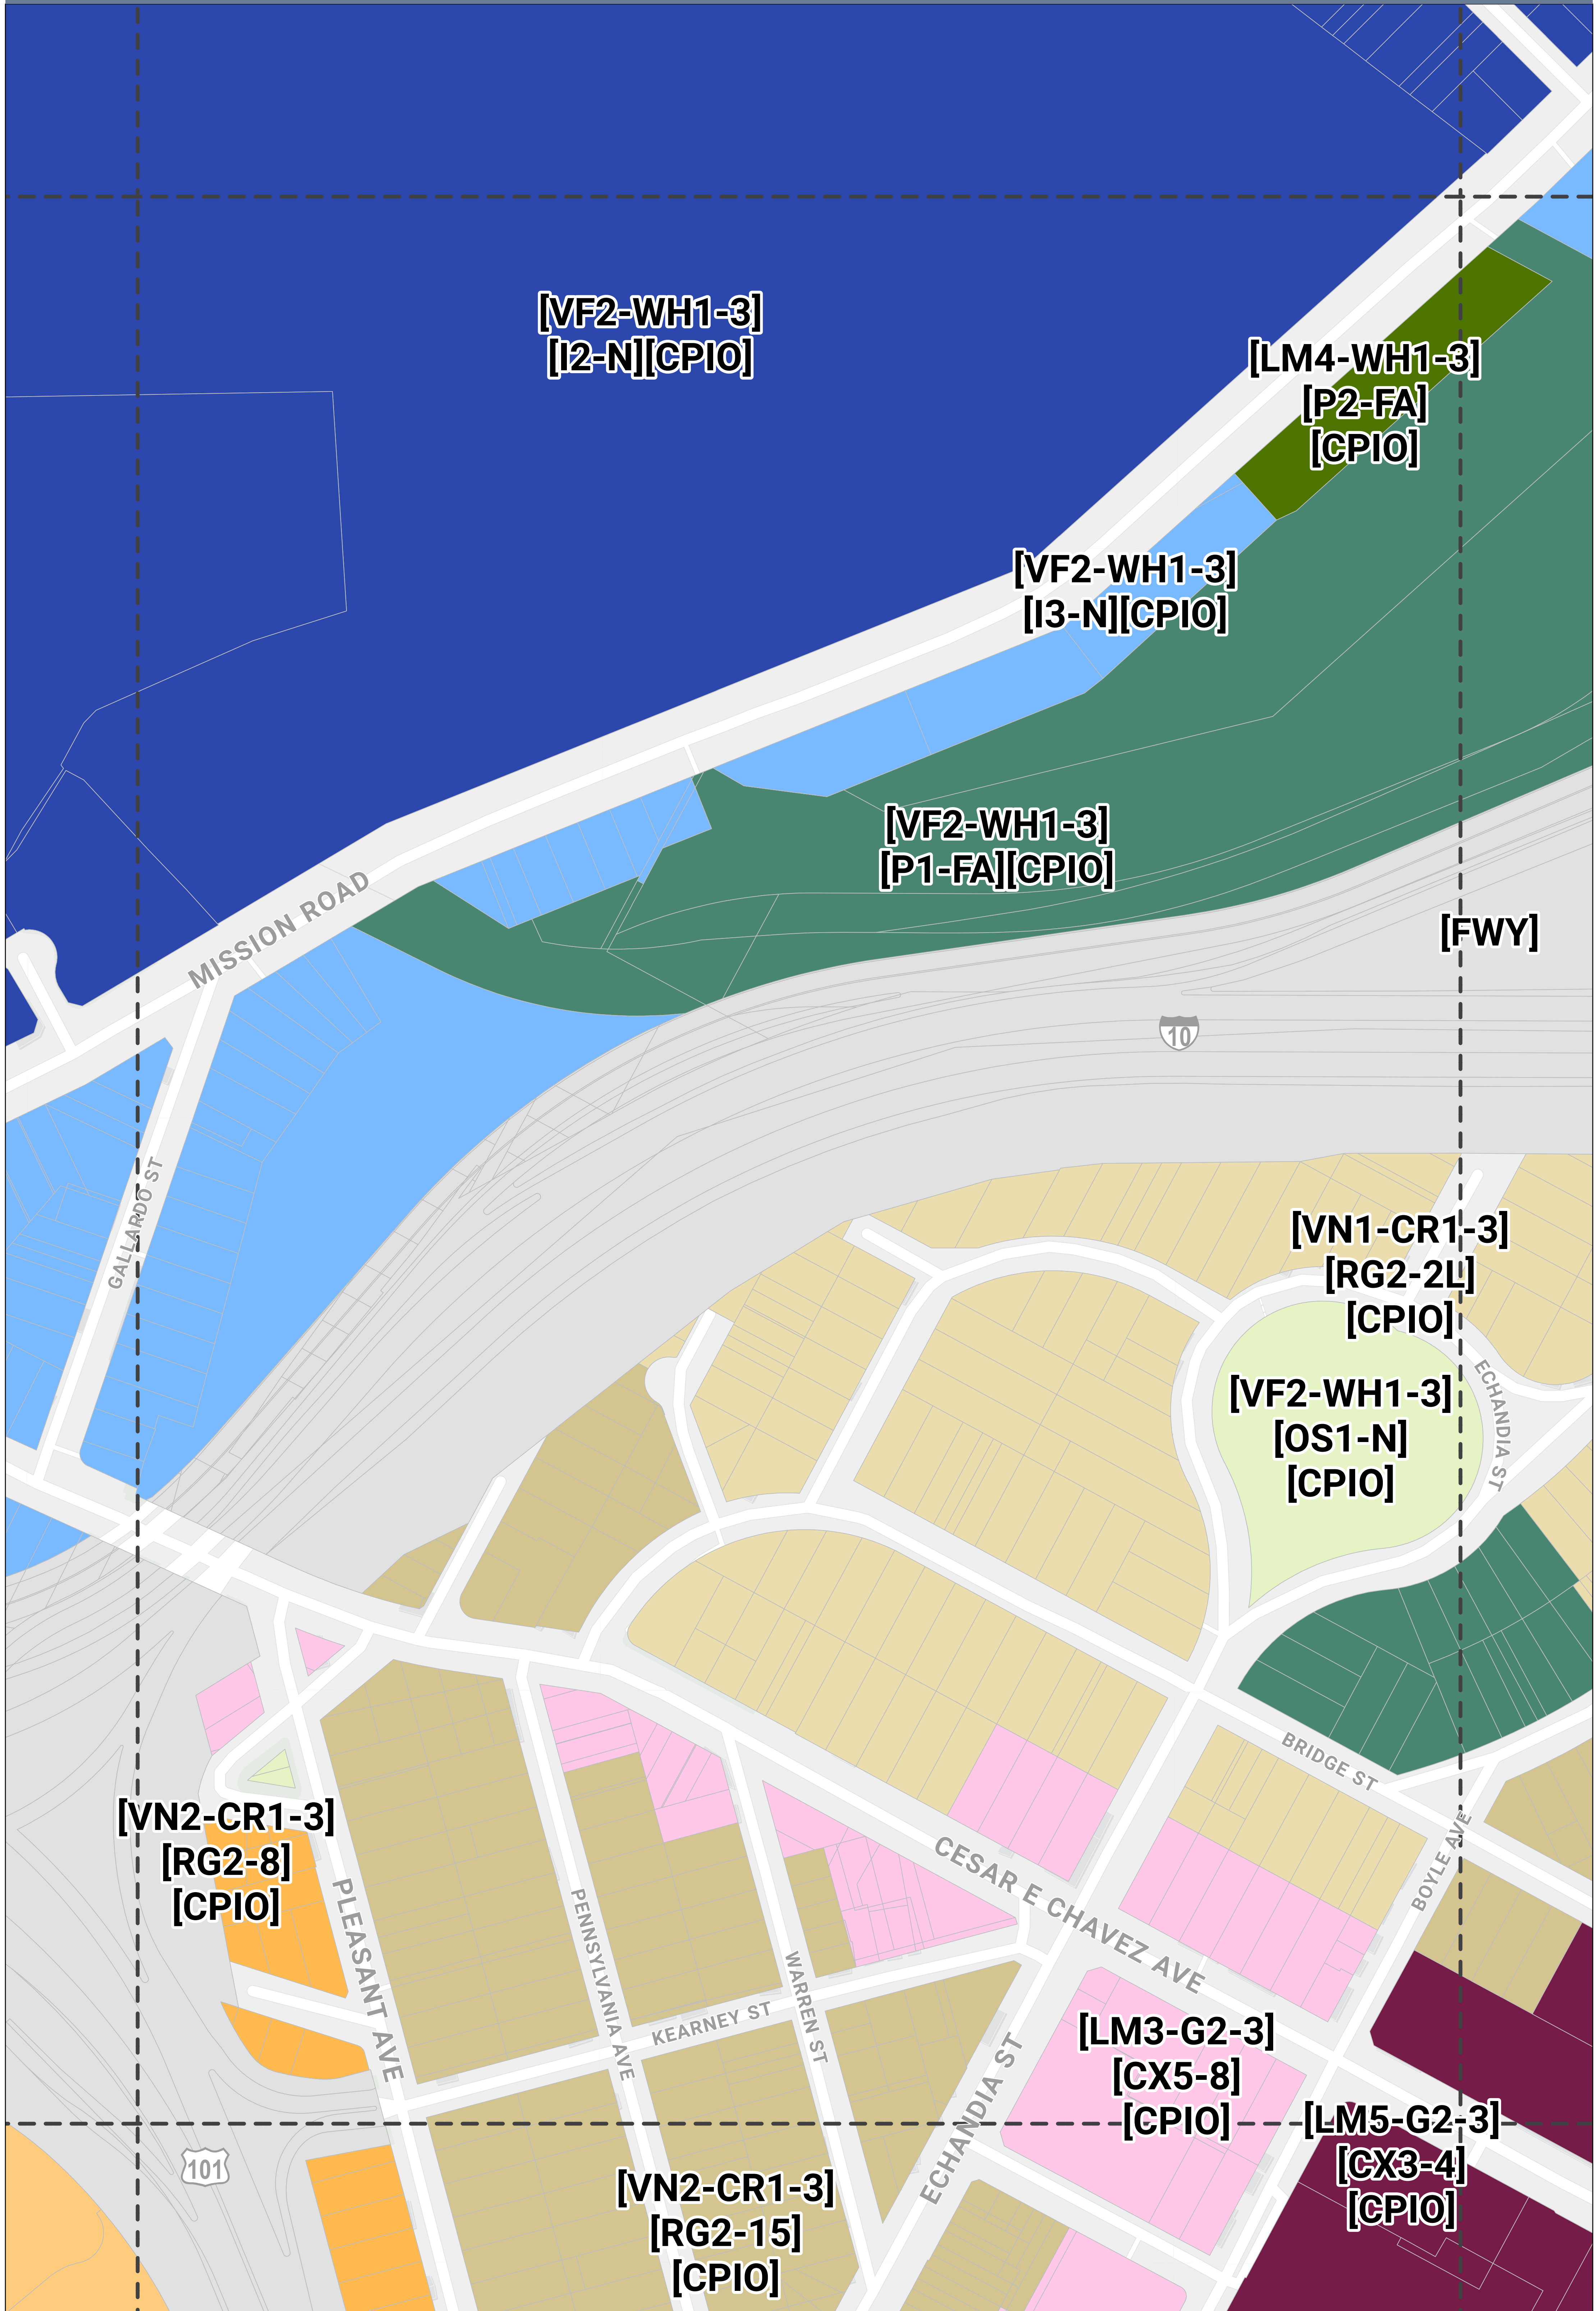 [VF2-WH1-3]
[I2-N][CPIO]
[LM4-WH1-3]
[P2-FA]
[CPIO]
[VF2-WH1-3]
[I3-N][CPIO]
[VF2-WH1-3]
[P1-FA][CPIO]
MISSION ROAD
[FWY]
10
GALLARDO ST
[VN1-CR1-3]
[RG2-2L]
[CPIO]
[VF2-WH1-3]
[OS1-N]
[CPIO]
ECHANDIA ST
BRIDGE ST
[VN2-CR1-3]
[RG2-8]
[CPIO]
PLEASANT AVE
PENNSYLVANIA AVE
WARREN ST
CESAR E CHAVEZ AVE
BOYLE AVE
KEARNEY ST
ECHANDIA ST
[LM3-G2-3]
[CX5-8]
[CPIO]
[LM5-G2-3]
[CX3-4]
[CPIO]
101
[VN2-CR1-3]
[RG2-15]
[CPIO]